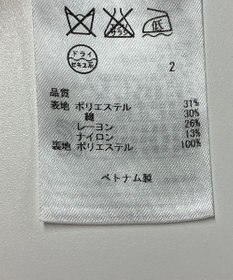 低
ドライ
セキユ系
2
品質
表地 ポリエステル 31%
綿 30%
レーヨン 26%
ナイロン 13%
裏地 ポリエステル 100%
ベトナム製